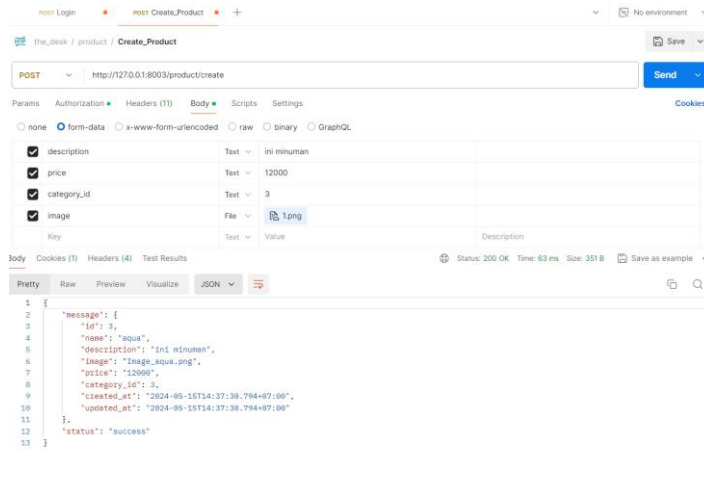 POST Login POST Create_Product + No environment
HTTP the_desk / product / Create_Product Save
POST http://127.0.0.1:8003/product/create Send
Params Authorization Headers (11) Body Scripts Settings Cookies
none form-data x-www-form-urlencoded raw binary GraphQL
description Text ini minuman
price Text 12000
category_id Text 3
image File 1.png
Key Text Value Description
Body Cookies (1) Headers (4) Test Results Status: 200 OK Time: 63 ms Size: 351 B Save as example
Pretty Raw Preview Visualize JSON
1 {
2 "message": {
3 "id": 3,
4 "name": "aqua",
5 "description": "ini minuman",
6 "image": "Image_aqua.png",
7 "price": "12000",
8 "category_id": 3,
9 "created_at": "2024-05-15T14:37:30.794+07:00",
10 "updated_at": "2024-05-15T14:37:30.794+07:00"
11 },
12 "status": "success"
13 }